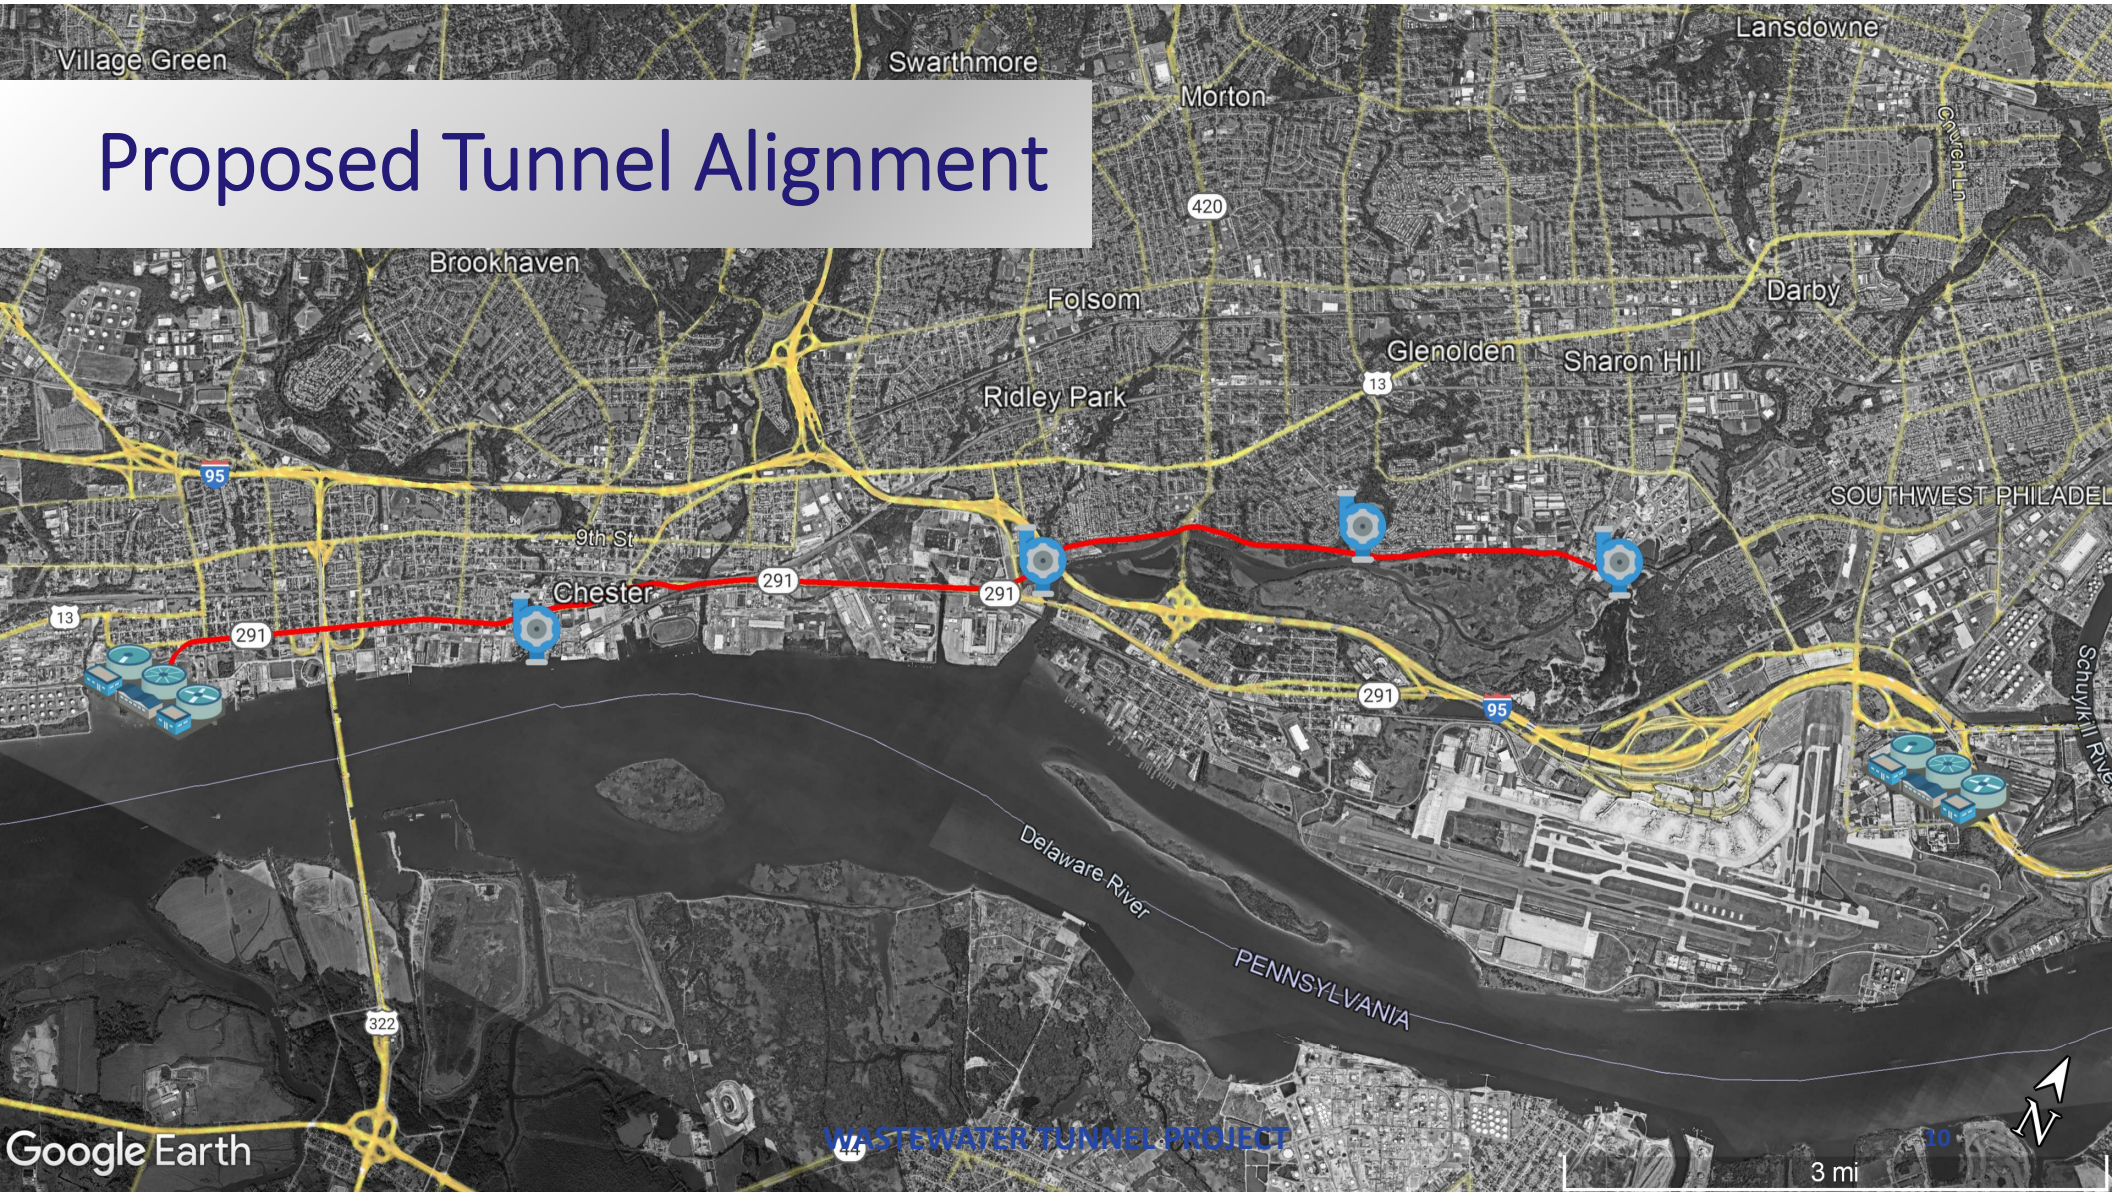 Lansdowne
Village Green
Swarthmore
Morton
Church Ln
Proposed Tunnel Alignment
420
Brookhaven
Folsom
Darby
Glenolden
Sharon Hill
13
Ridley Park
95
SOUTHWEST PHILADEL
9th St
291
Chester
291
13
291
Schuylkill River
291
95
Delaware River
PENNSYLVANIA
322
WASTEWATER TUNNEL PROJECT
10
N
44
Google Earth
3 mi